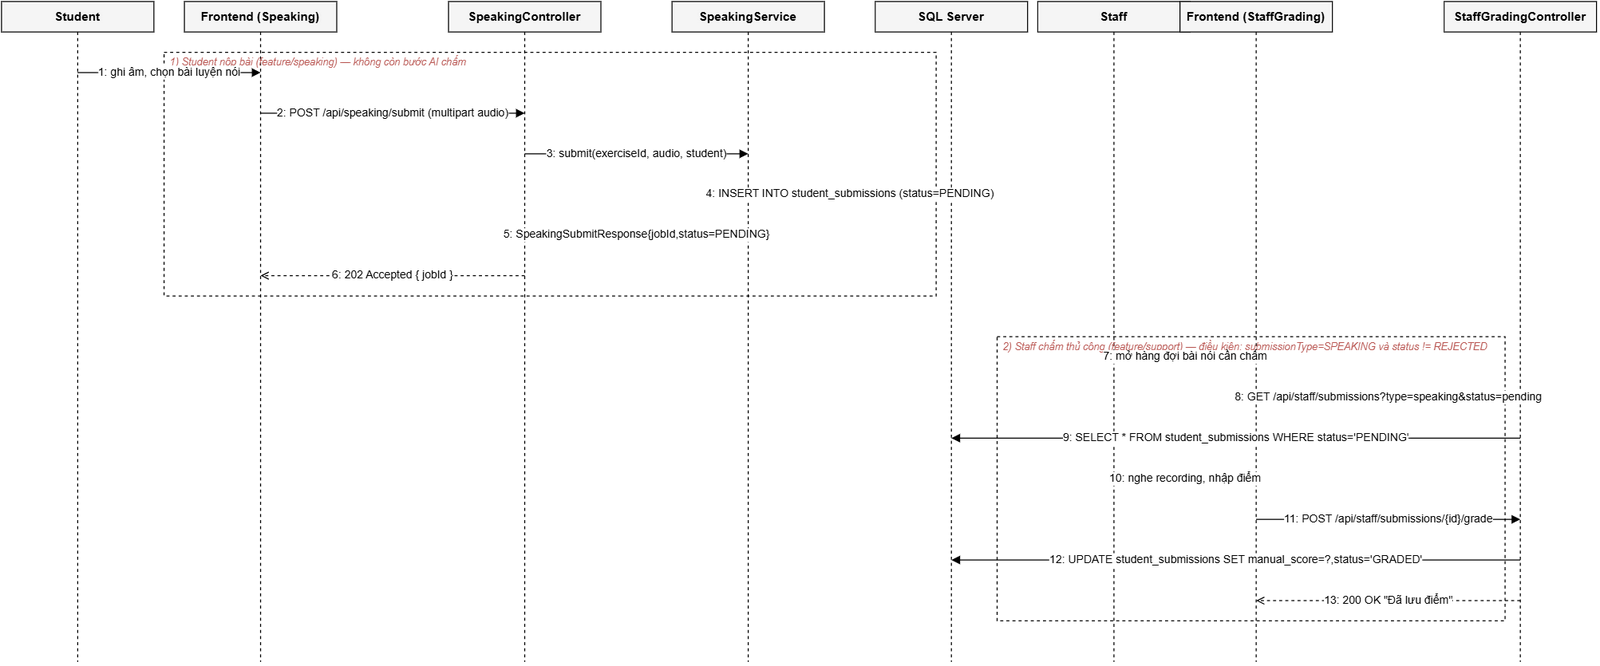 Student
Frontend (Speaking)
SpeakingController
SpeakingService
SQL Server
Staff
Frontend (StaffGrading)
StaffGradingController
1) Student nộp bài (feature/speaking) — không còn bước AI chấm
1: ghi âm, chọn bài luyện nói
2: POST /api/speaking/submit (multipart audio)
3: submit(exerciseId, audio, student)
4: INSERT INTO student_submissions (status=PENDING)
5: SpeakingSubmitResponse{jobId,status=PENDING}
6: 202 Accepted { jobId }
2) Staff chấm thủ công (feature/support) — điều kiện: submissionType=SPEAKING và status != REJECTED
7: mở hàng đợi bài nói cần chấm
8: GET /api/staff/submissions?type=speaking&status=pending
9: SELECT * FROM student_submissions WHERE status='PENDING'
10: nghe recording, nhập điểm
11: POST /api/staff/submissions/{id}/grade
12: UPDATE student_submissions SET manual_score=?,status='GRADED'
13: 200 OK "Đã lưu điểm"